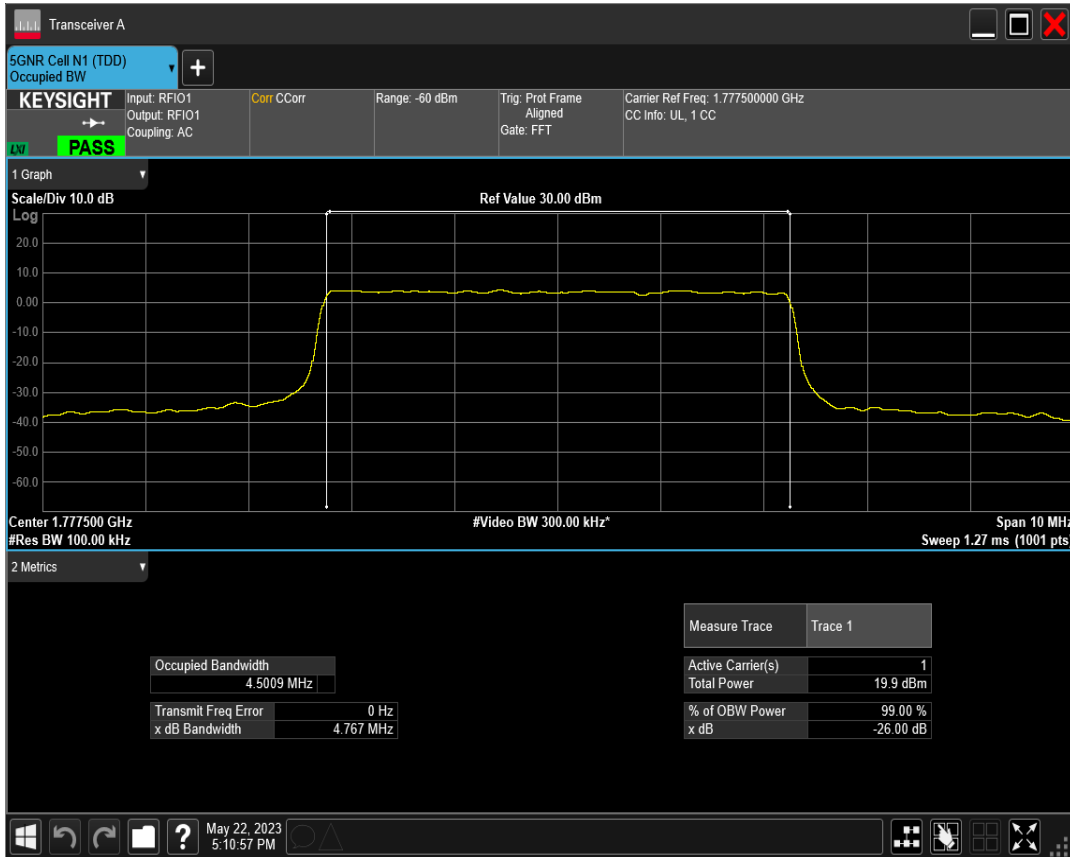 Transceiver A
5GNR Cell N1 (TDD)
Occupied BW
+
KEYSIGHT
LXI
PASS
Input: RFIO1
Output: RFIO1
Coupling: AC
Corr CCorr
Range: -60 dBm
Trig: Prot Frame
Aligned
Gate: FFT
Carrier Ref Freq: 1.777500000 GHz
CC Info: UL, 1 CC
1 Graph
Scale/Div 10.0 dB
Ref Value 30.00 dBm
Log
20.0
10.0
0.00
-10.0
-20.0
-30.0
-40.0
-50.0
-60.0
Center 1.777500 GHz
#Video BW 300.00 kHz*
Span 10 MHz
#Res BW 100.00 kHz
Sweep 1.27 ms (1001 pts)
2 Metrics
Measure Trace Trace 1
Occupied Bandwidth
4.5009 MHz
Active Carrier(s) 1
Total Power 19.9 dBm
Transmit Freq Error 0 Hz
x dB Bandwidth 4.767 MHz
% of OBW Power 99.00 %
x dB -26.00 dB
?
May 22, 2023
5:10:57 PM